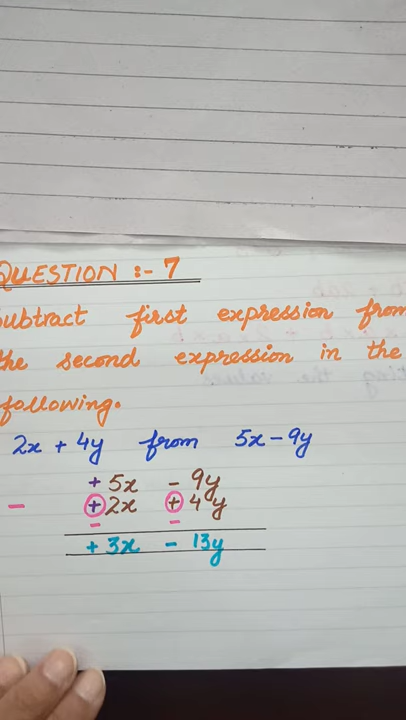 QUESTION :- 7
Subtract first expression from
the second expression in the
following.
2x + 4y from 5x - 9y
+ 5x - 9y
- + 2x + 4y
- -
+ 3x - 13y